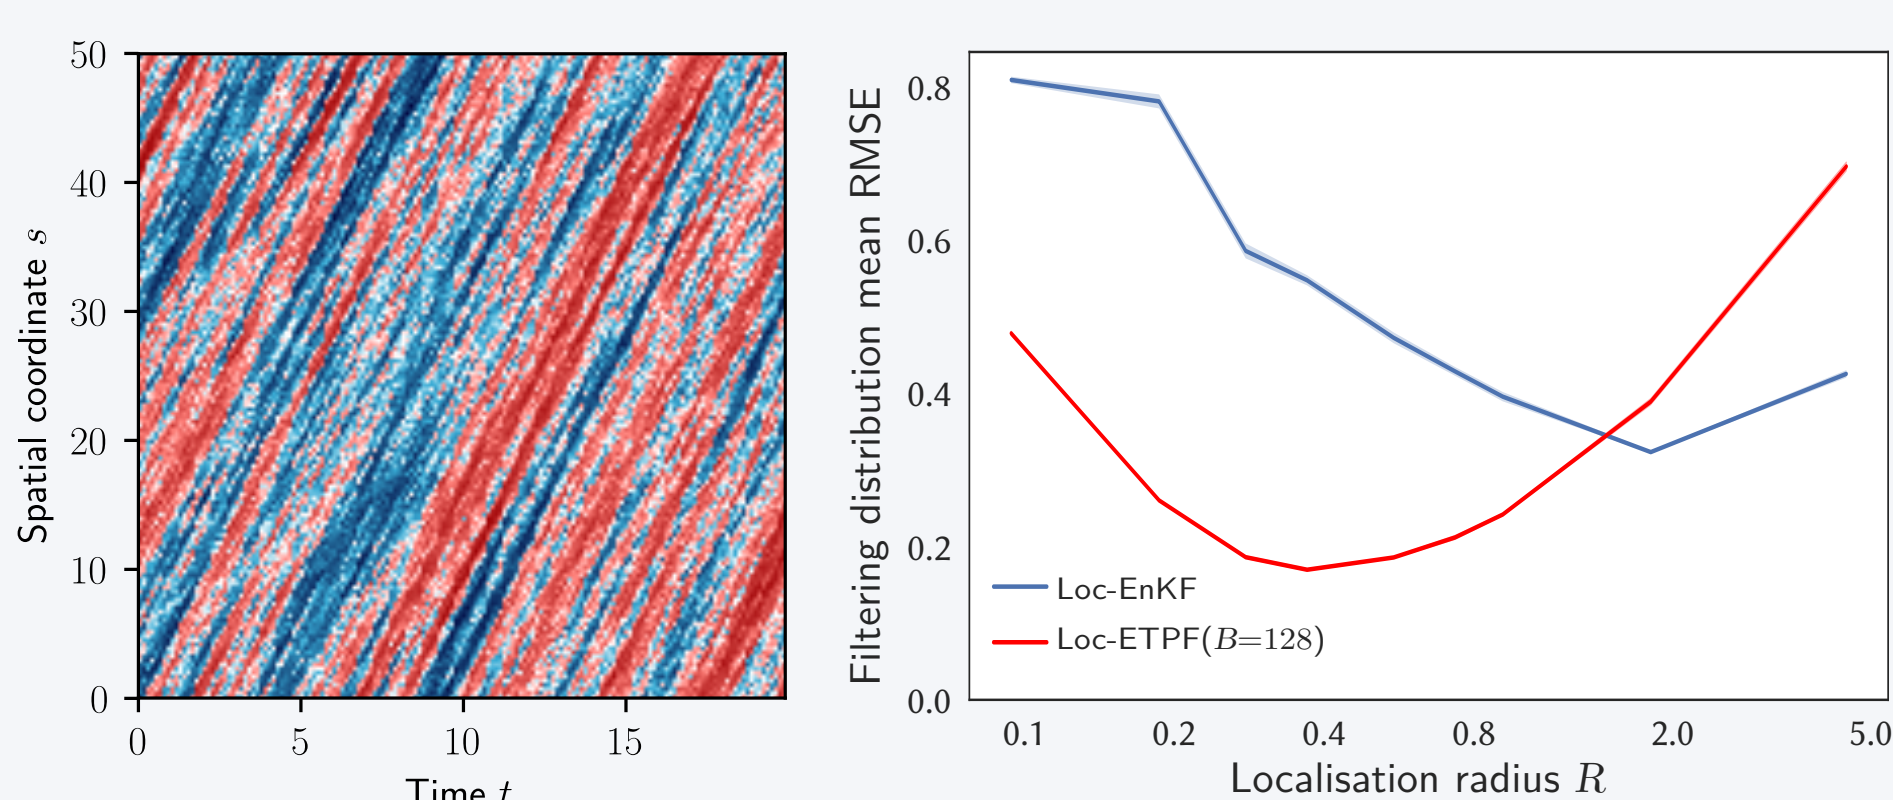 50
40
30
20
10
0
Spatial coordinate s
0 5 10 15
Time t
Filtering distribution mean RMSE
0.8
0.6
0.4
0.2
0.0
Loc-EnKF
Loc-ETPF(B=128)
0.1 0.2 0.4 0.8 2.0 5.0
Localisation radius R